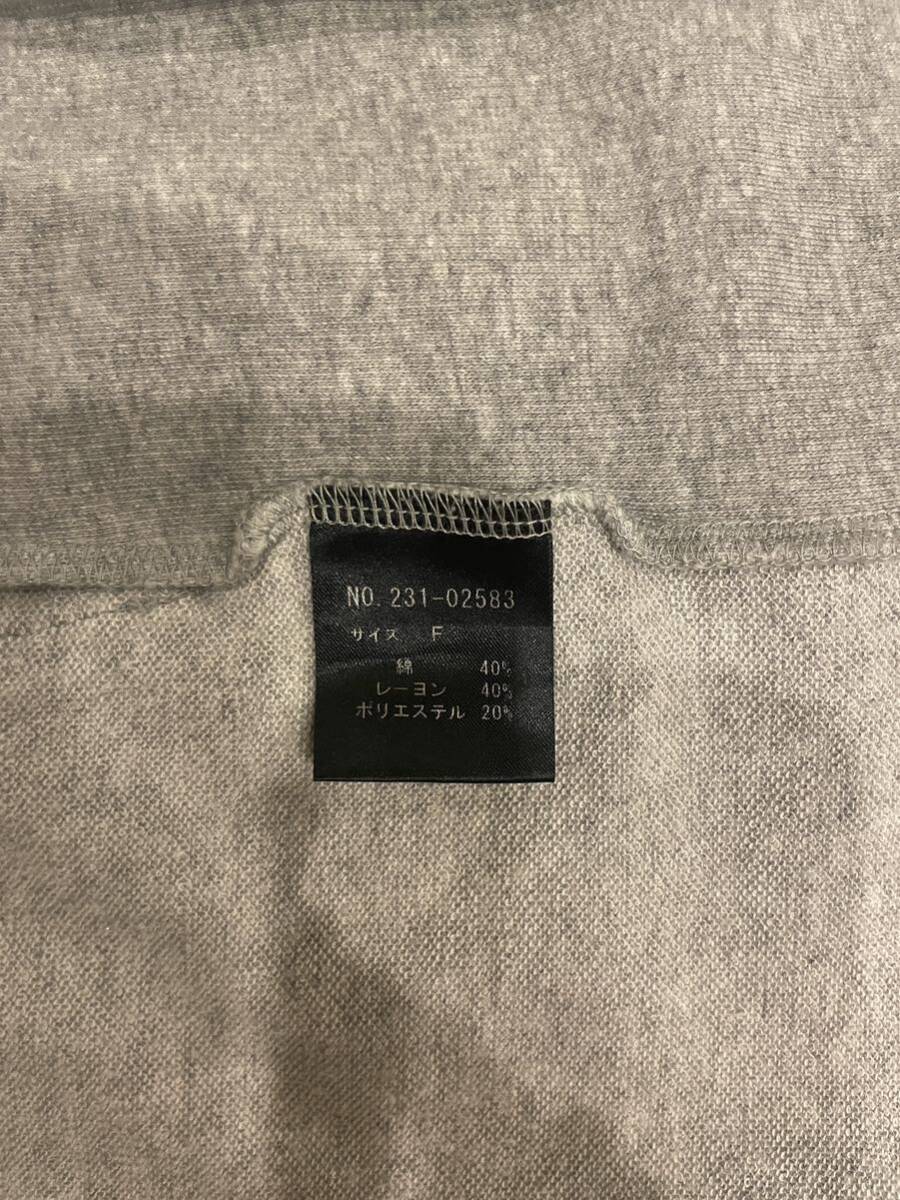 NO. 231-02583
サイズ F
綿 40%
レーヨン 40%
ポリエステル 20%